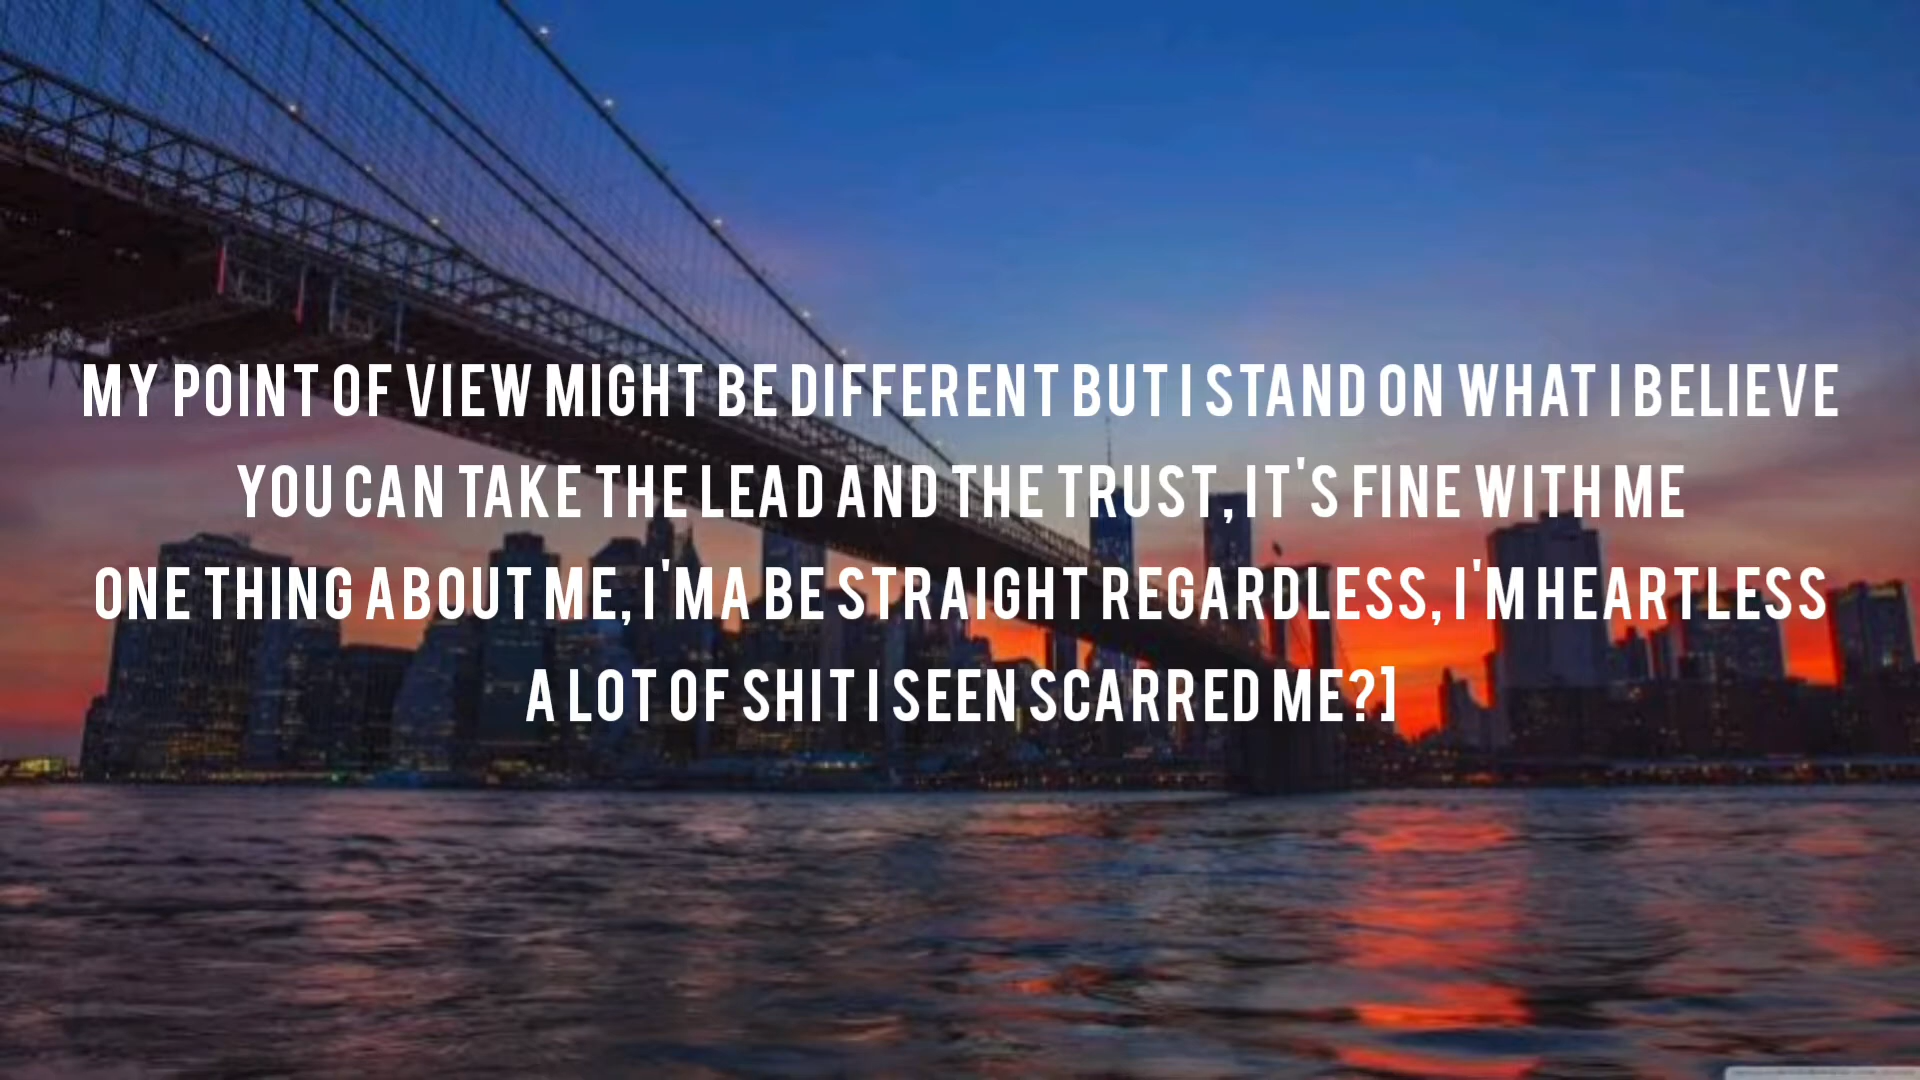 MY POINT OF VIEW MIGHT BE DIFFERENT BUT I STAND ON WHAT I BELIEVE
YOU CAN TAKE THE LEAD AND THE TRUST, IT'S FINE WITH ME
ONE THING ABOUT ME, I'MA BE STRAIGHT REGARDLESS, I'M HEARTLESS
A LOT OF SHIT I SEEN SCARRED ME?]